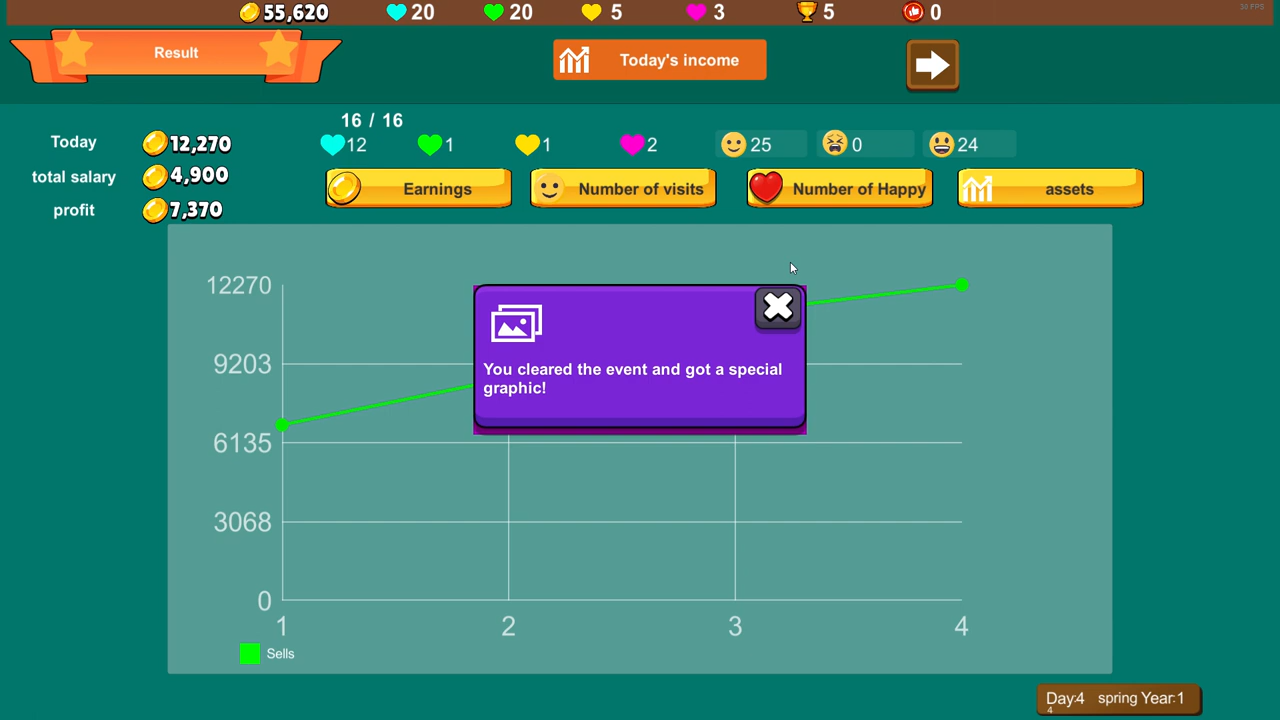 55,620 20 20 5 3 5 0
30 FPS
Result
Today's income
16 / 16
Today 12,270
12 1 1 2 25 0 24
total salary 4,900
Earnings
Number of visits
Number of Happy
assets
profit 7,370
12270
9203
6135
3068
0
1 2 3 4
Sells
You cleared the event and got a special
graphic!
Day:4 spring Year:1
4